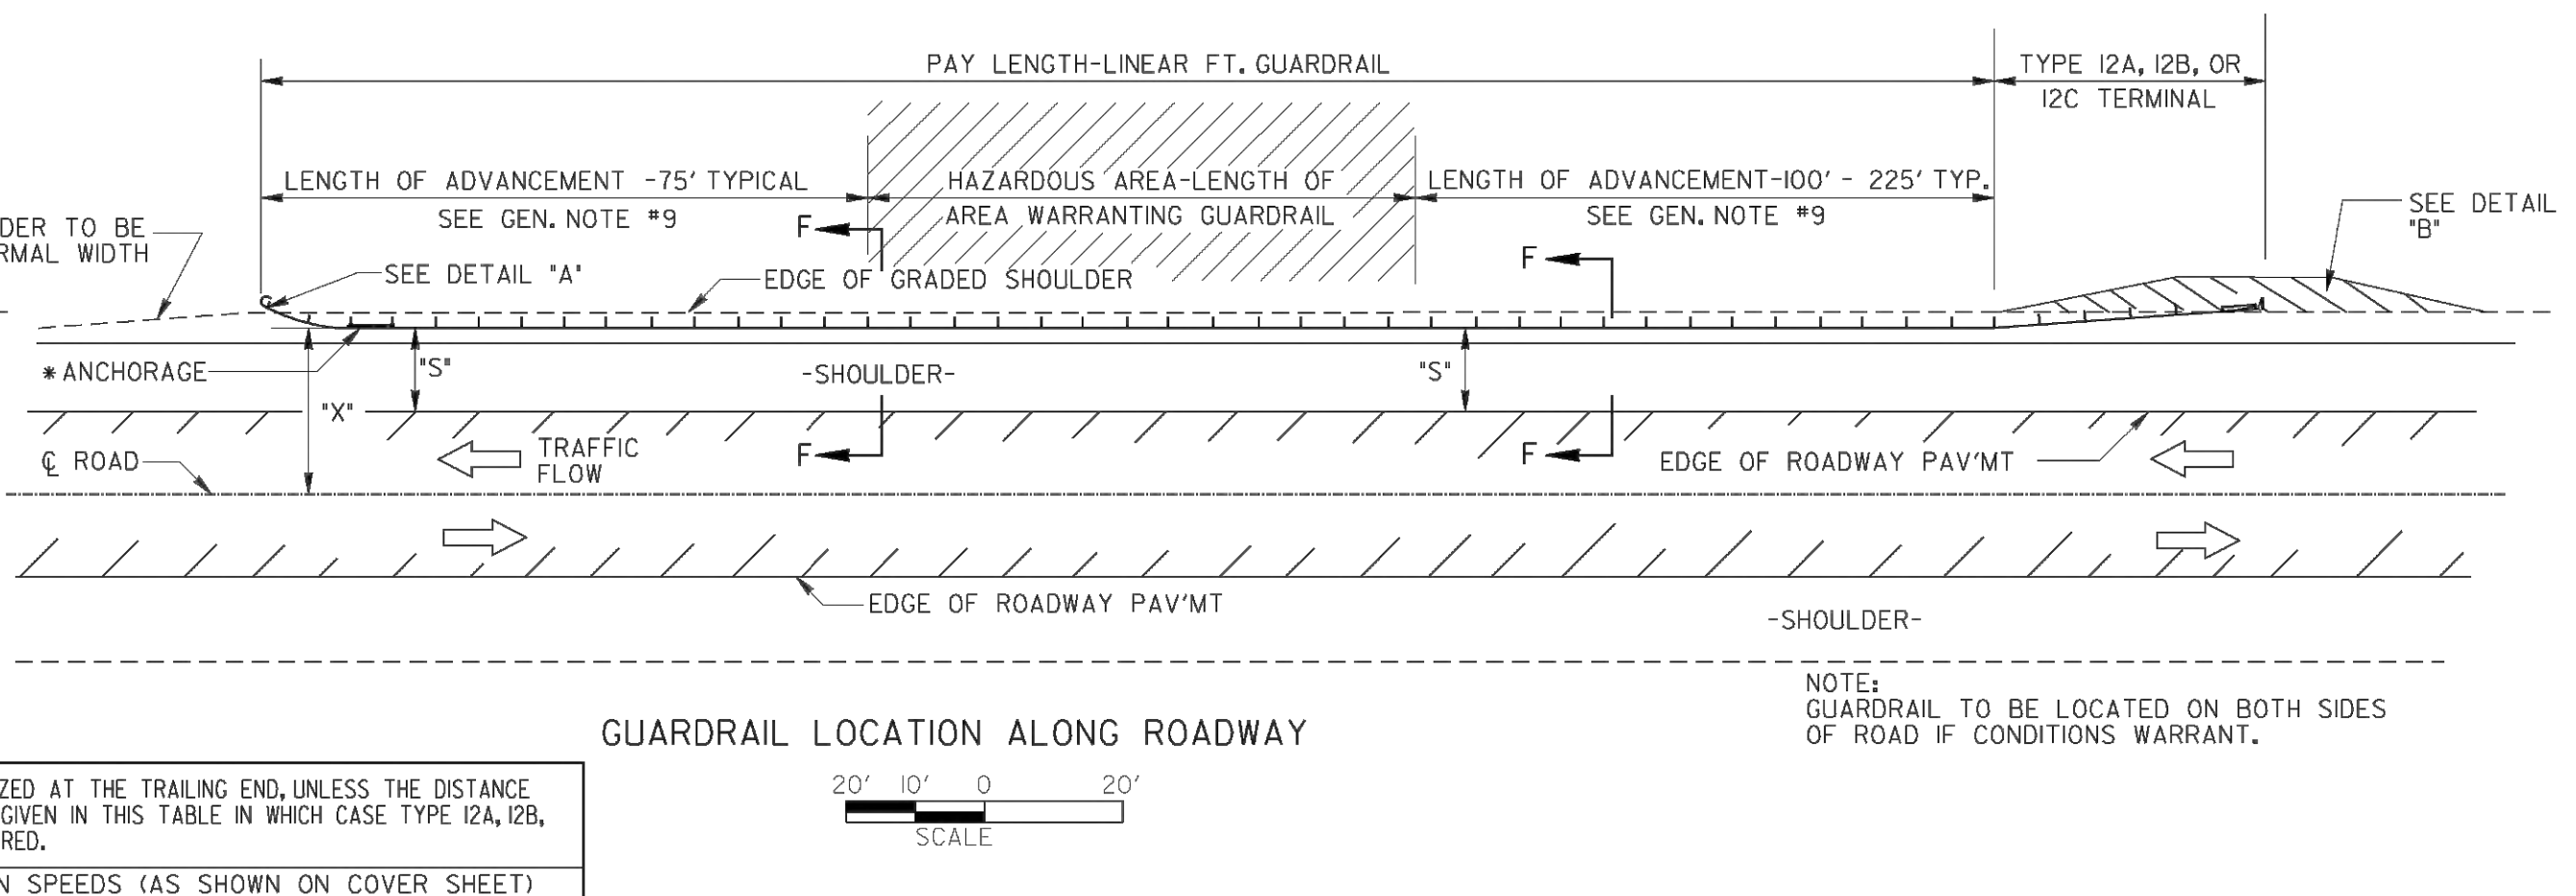 PAY LENGTH-LINEAR FT. GUARDRAIL
TYPE 12A, 12B, OR
12C TERMINAL
LENGTH OF ADVANCEMENT -75' TYPICAL
SEE GEN. NOTE #9
HAZARDOUS AREA-LENGTH OF
AREA WARRANTING GUARDRAIL
LENGTH OF ADVANCEMENT-100' - 225' TYP.
SEE GEN. NOTE #9
SEE DETAIL
"B"
DER TO BE
RMAL WIDTH
F
F
SEE DETAIL "A"
EDGE OF GRADED SHOULDER
* ANCHORAGE
"S"
-SHOULDER-
"S"
"X"
℄ ROAD
TRAFFIC
FLOW
F
F
EDGE OF ROADWAY PAV'MT
EDGE OF ROADWAY PAV'MT
-SHOULDER-
NOTE:
GUARDRAIL TO BE LOCATED ON BOTH SIDES
OF ROAD IF CONDITIONS WARRANT.
GUARDRAIL LOCATION ALONG ROADWAY
20' 10' 0 20'
SCALE
ZED AT THE TRAILING END, UNLESS THE DISTANCE
GIVEN IN THIS TABLE IN WHICH CASE TYPE 12A, 12B,
RED.
N SPEEDS (AS SHOWN ON COVER SHEET)